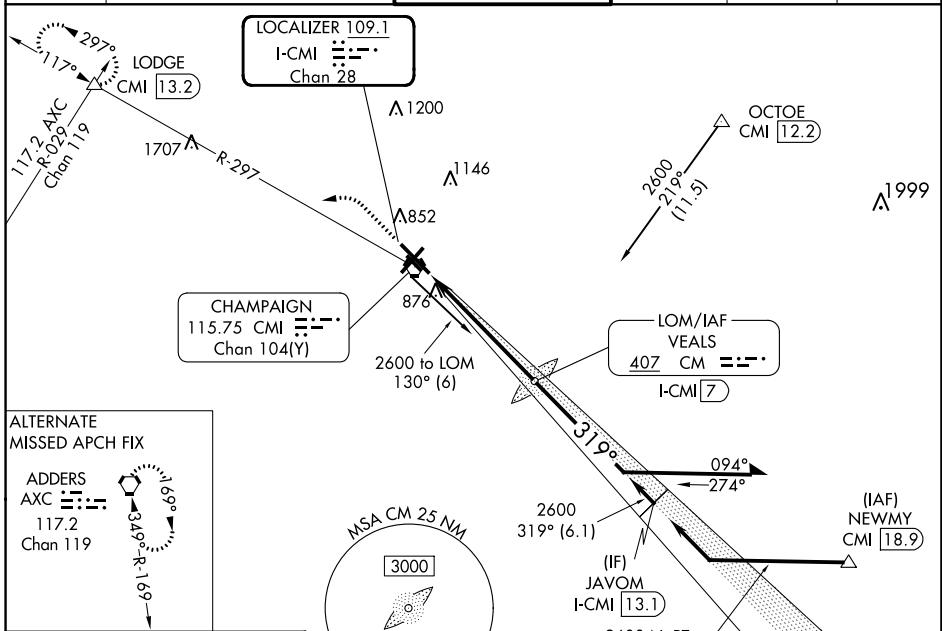 LOCALIZER 109.1
I-CMI
Chan 28
297°
117°
LODGE
CMI 13.2
117.2 AXC
R-029
Chan 119
1707
R-297
1200
1146
852
OCTOE
CMI 12.2
2600
219°
(11.5)
1999
CHAMPAIGN
115.75 CMI
Chan 104(Y)
876
2600 to LOM
130° (6)
LOM/IAF
VEALS
407 CM
I-CMI 7
319°
094°
274°
2600
319° (6.1)
(IF)
JAVOM
I-CMI 13.1
(IAF)
NEWMY
CMI 18.9
ALTERNATE
MISSED APCH FIX
ADDERS
AXC
117.2
Chan 119
169°
349°
R-169
MSA CM 25 NM
3000